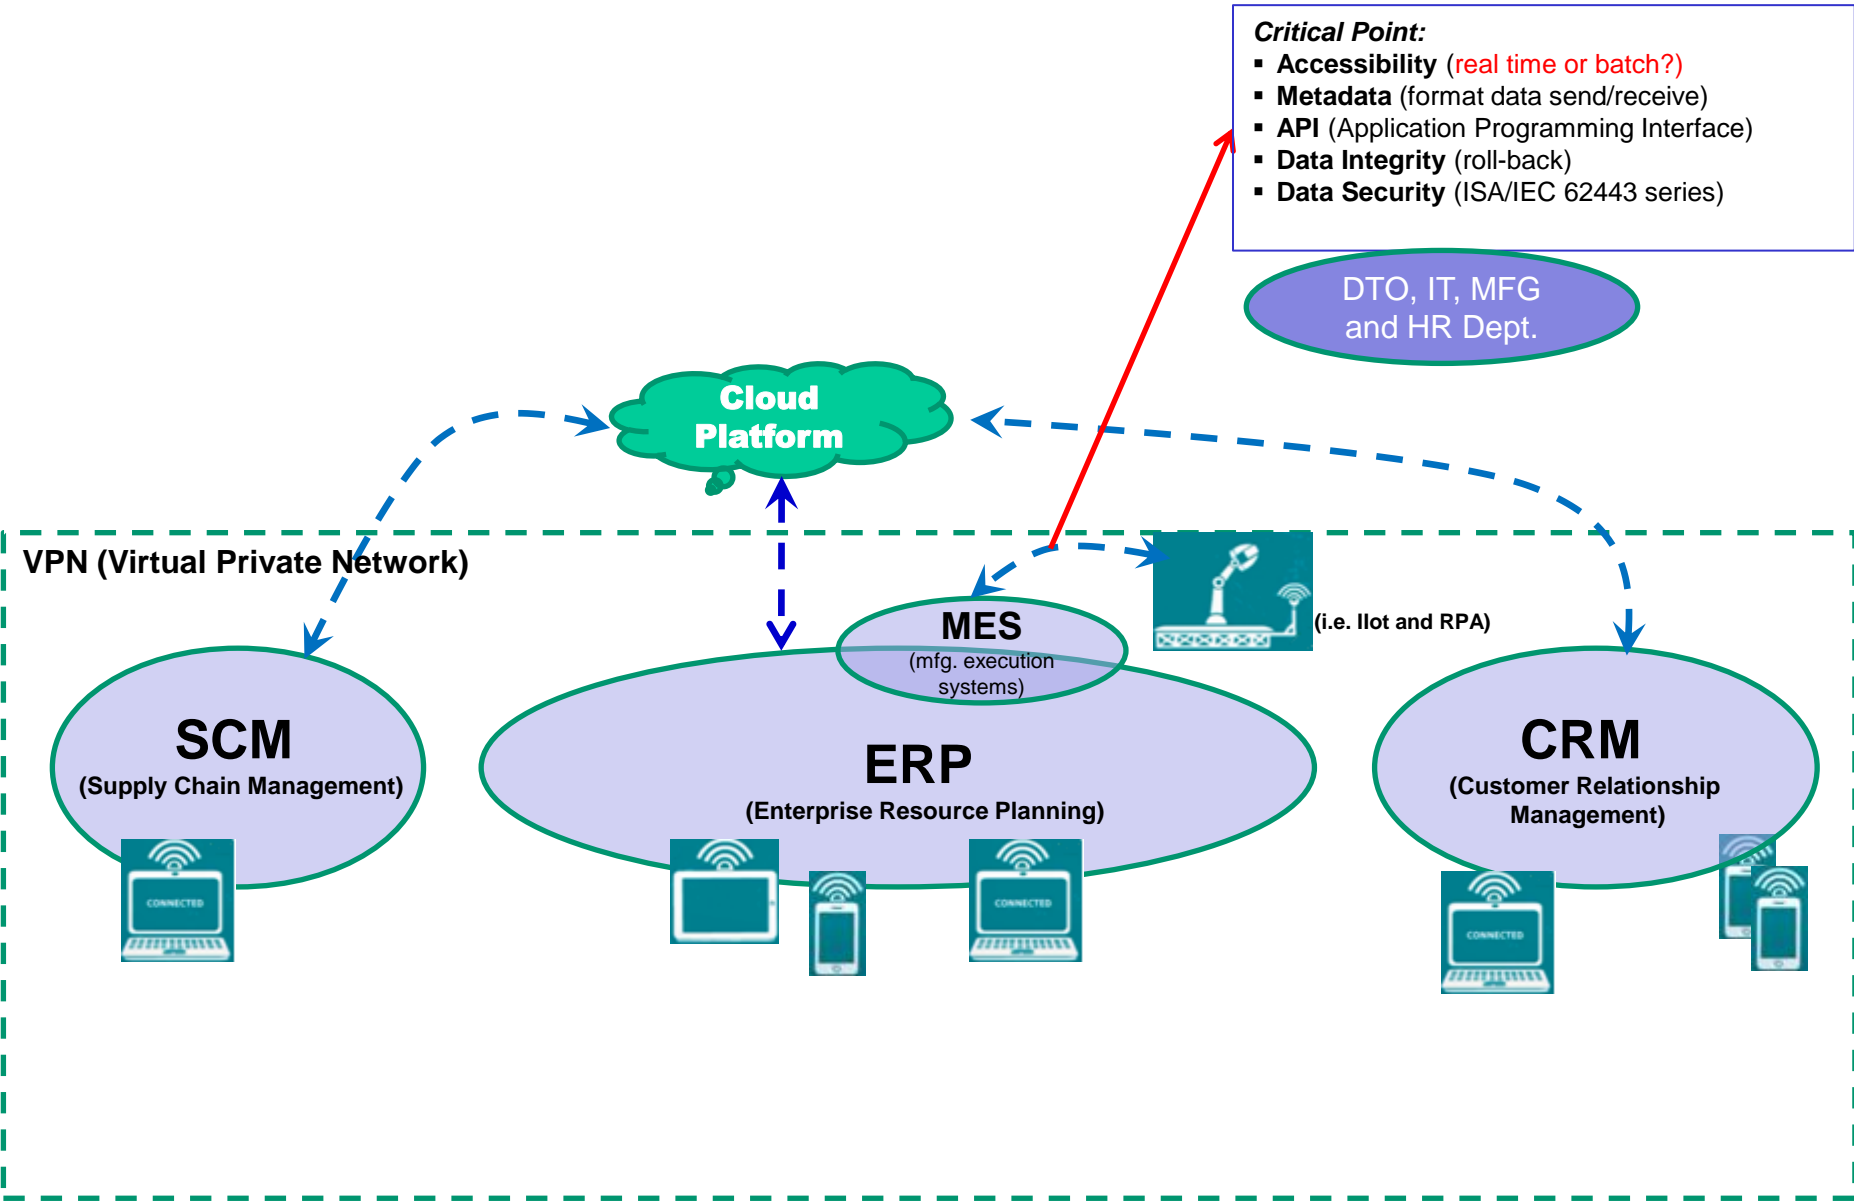 Critical Point:
▪ Accessibility (real time or batch?)
▪ Metadata (format data send/receive)
▪ API (Application Programming Interface)
▪ Data Integrity (roll-back)
▪ Data Security (ISA/IEC 62443 series)
DTO, IT, MFG
and HR Dept.
Cloud
Platform
VPN (Virtual Private Network)
MES
(mfg. execution
systems)
(i.e. IIot and RPA)
SCM
(Supply Chain Management)
ERP
(Enterprise Resource Planning)
CRM
(Customer Relationship
Management)
CONNECTED
CONNECTED
CONNECTED